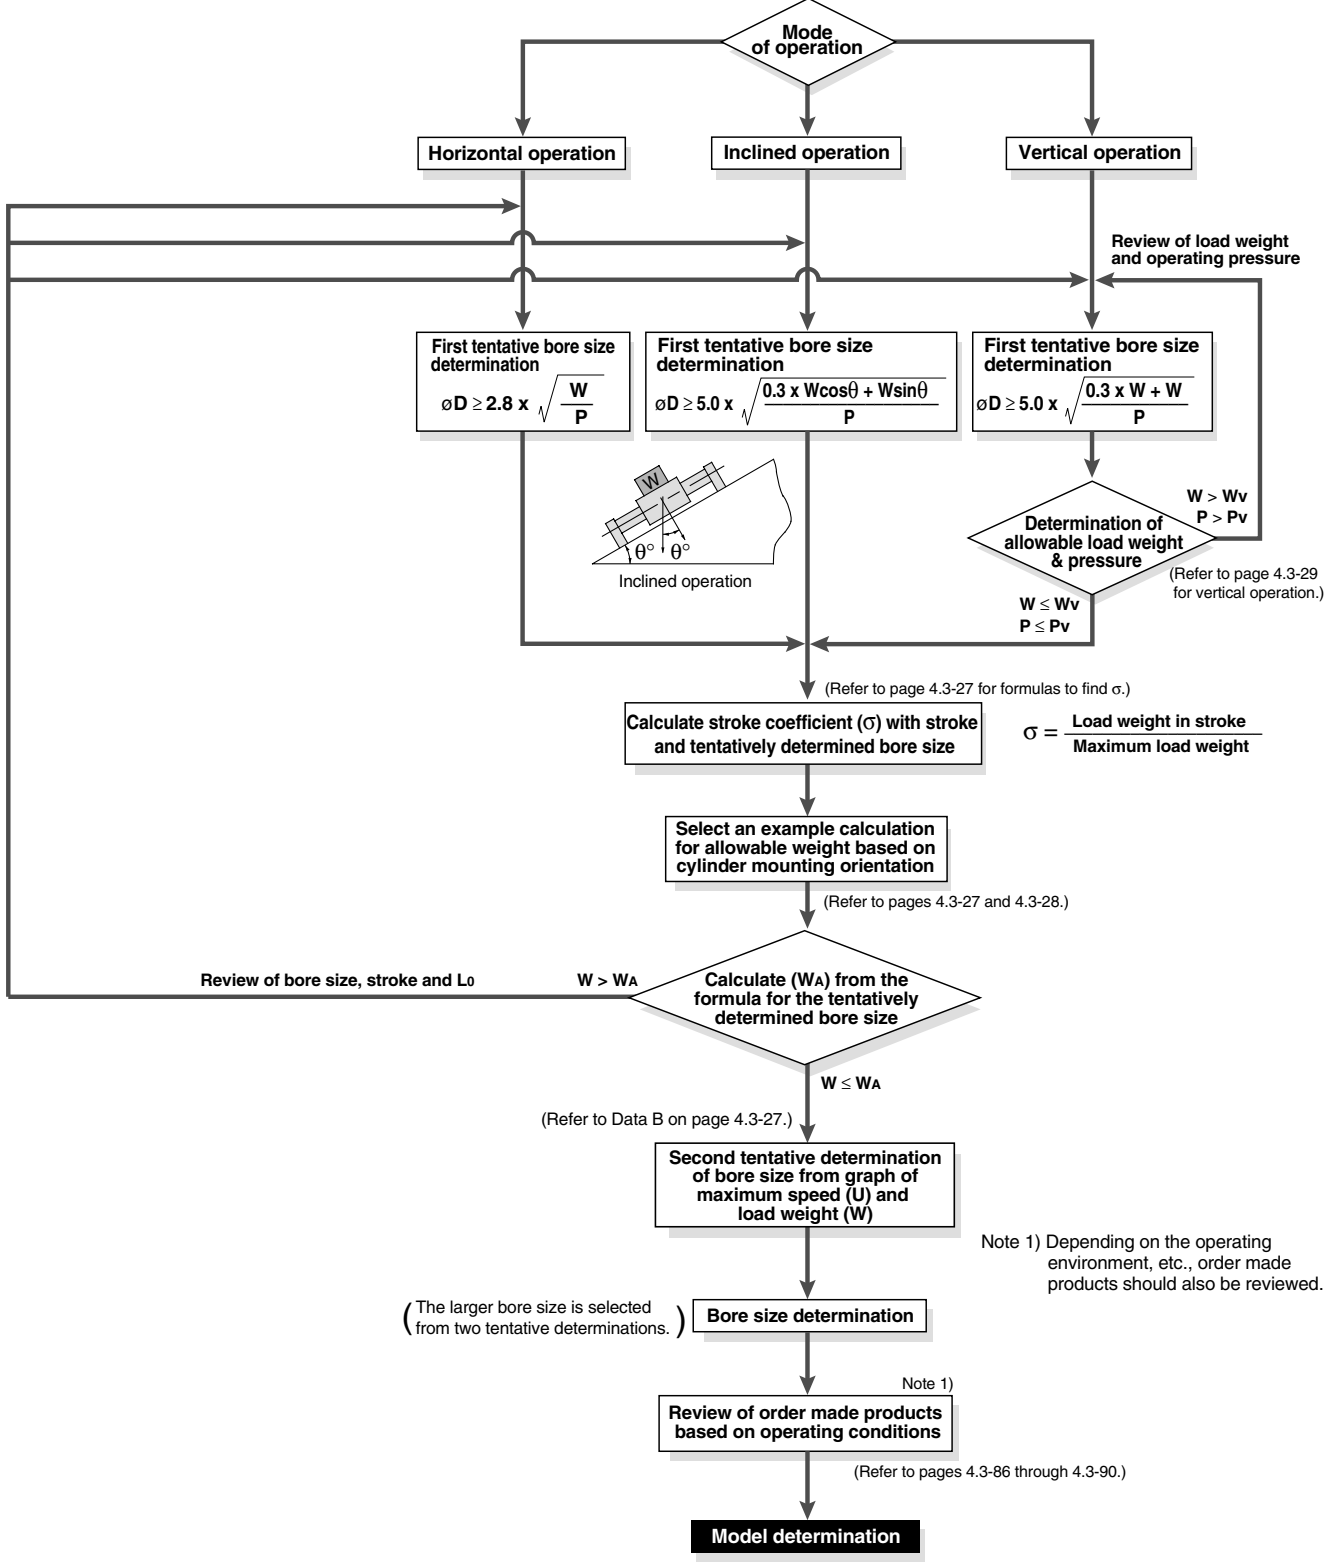 Mode
of operation
Horizontal operation
Inclined operation
Vertical operation
Review of load weight
and operating pressure
First tentative bore size
determination
øD ≥ 2.8 x √ W
P
First tentative bore size
determination
øD ≥ 5.0 x √ 0.3 x Wcosθ + Wsinθ
P
First tentative bore size
determination
øD ≥ 5.0 x √ 0.3 x W + W
P
W
θ° θ°
Inclined operation
W > Wv
P > Pv
Determination of
allowable load weight
& pressure
(Refer to page 4.3-29
for vertical operation.)
W ≤ Wv
P ≤ Pv
(Refer to page 4.3-27 for formulas to find σ.)
Calculate stroke coefficient (σ) with stroke
and tentatively determined bore size
σ = Load weight in stroke
Maximum load weight
Select an example calculation
for allowable weight based on
cylinder mounting orientation
(Refer to pages 4.3-27 and 4.3-28.)
Review of bore size, stroke and L0
W > WA
Calculate (WA) from the
formula for the tentatively
determined bore size
W ≤ WA
(Refer to Data B on page 4.3-27.)
Second tentative determination
of bore size from graph of
maximum speed (U) and
load weight (W)
Note 1) Depending on the operating
environment, etc., order made
products should also be reviewed.
(The larger bore size is selected
from two tentative determinations.)
Bore size determination
Note 1)
Review of order made products
based on operating conditions
(Refer to pages 4.3-86 through 4.3-90.)
Model determination